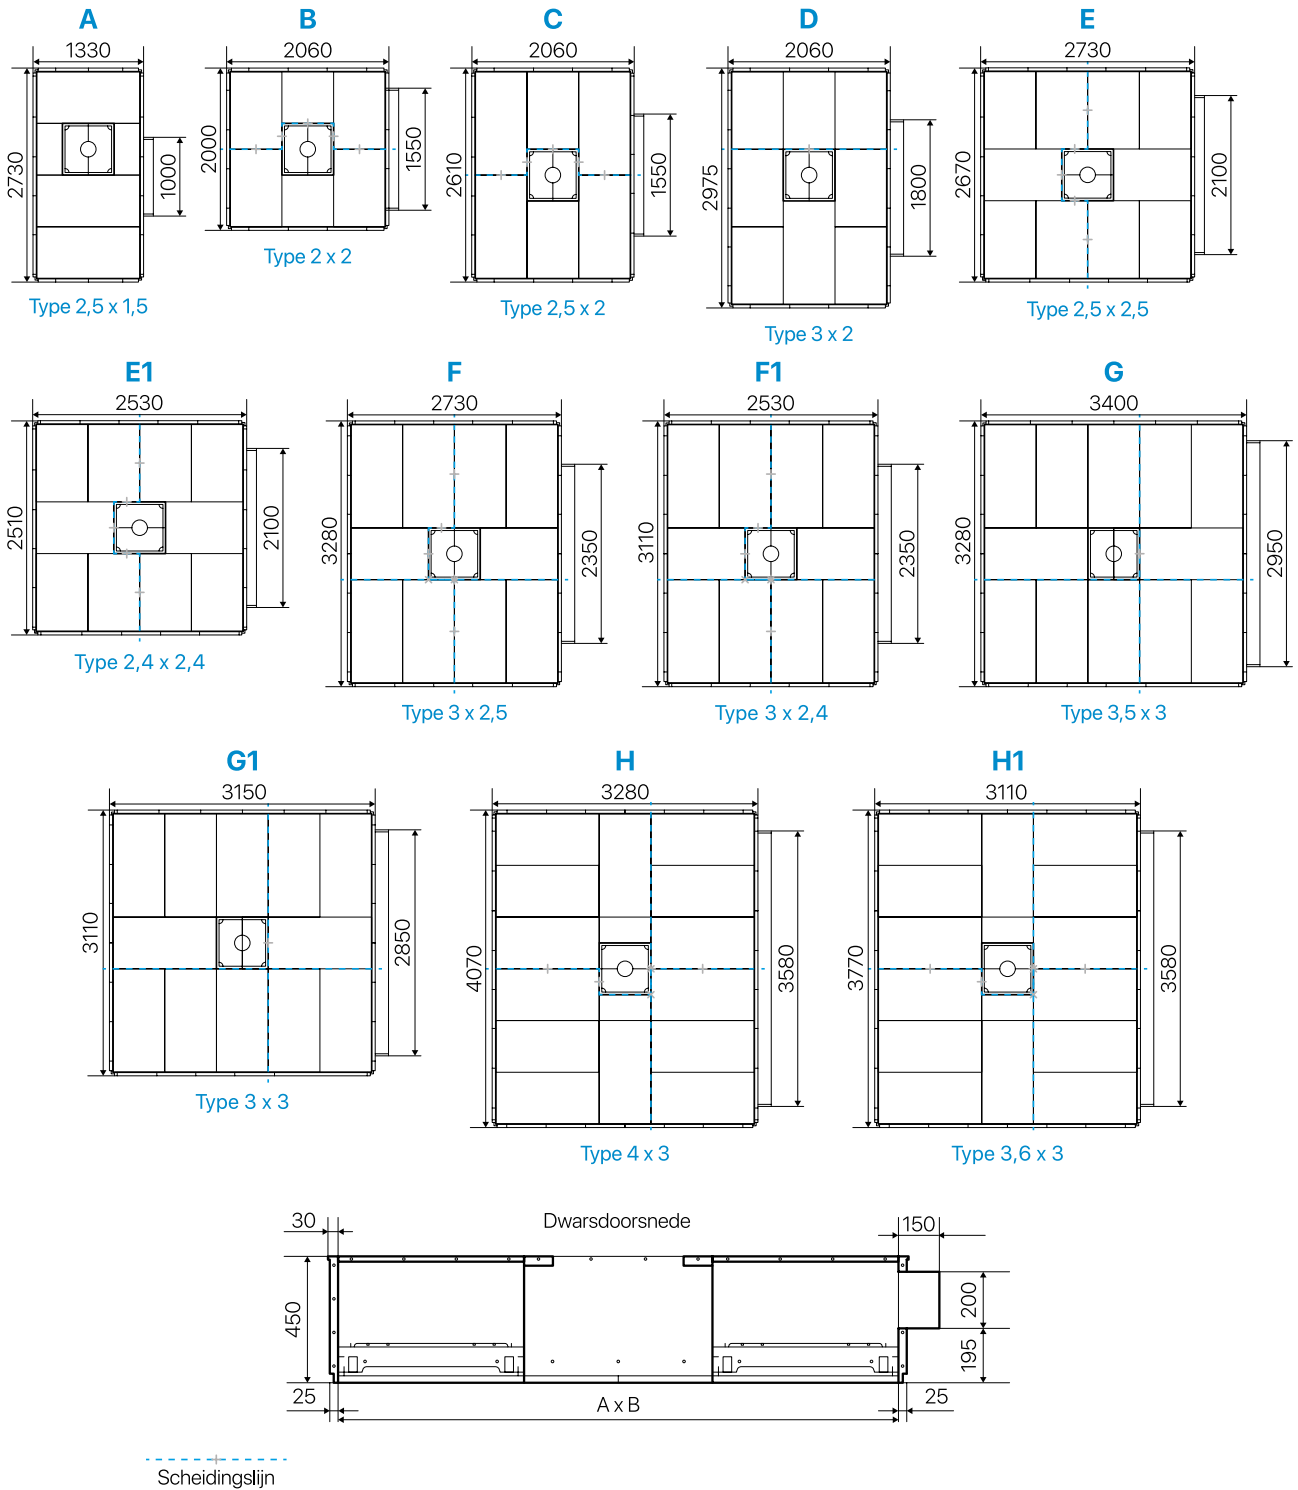 A
1330
2730
1000
Type 2,5 x 1,5
B
2060
2000
1550
Type 2 x 2
C
2060
2610
1550
Type 2,5 x 2
D
2060
2975
1800
Type 3 x 2
E
2730
2670
2100
Type 2,5 x 2,5
E1
2530
2510
2100
Type 2,4 x 2,4
F
2730
3280
2350
Type 3 x 2,5
F1
2530
3110
2350
Type 3 x 2,4
G
3400
3280
2950
Type 3,5 x 3
G1
3150
3110
2850
Type 3 x 3
H
3280
4070
3580
Type 4 x 3
H1
3110
3770
3580
Type 3,6 x 3
Dwarsdoorsnede
30
150
450
200
195
25
A x B
25
Scheidingslijn